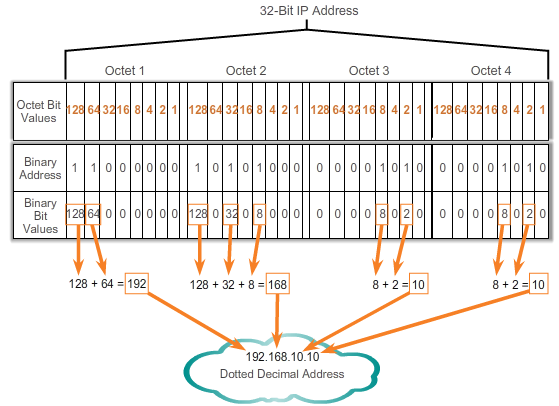 32-Bit IP Address
Octet 1 Octet 2 Octet 3 Octet 4
Octet Bit Values 128 64 32 16 8 4 2 1 128 64 32 16 8 4 2 1 128 64 32 16 8 4 2 1 128 64 32 16 8 4 2 1
Binary Address 1 1 0 0 0 0 0 0 1 0 1 0 1 0 0 0 0 0 0 0 1 0 1 0 0 0 0 0 1 0 1 0
Binary Bit Values 128 64 0 0 0 0 0 0 128 0 32 0 8 0 0 0 0 0 0 0 8 0 2 0 0 0 0 0 8 0 2 0
128 + 64 = 192 128 + 32 + 8 = 168 8 + 2 = 10 8 + 2 = 10
192.168.10.10
Dotted Decimal Address